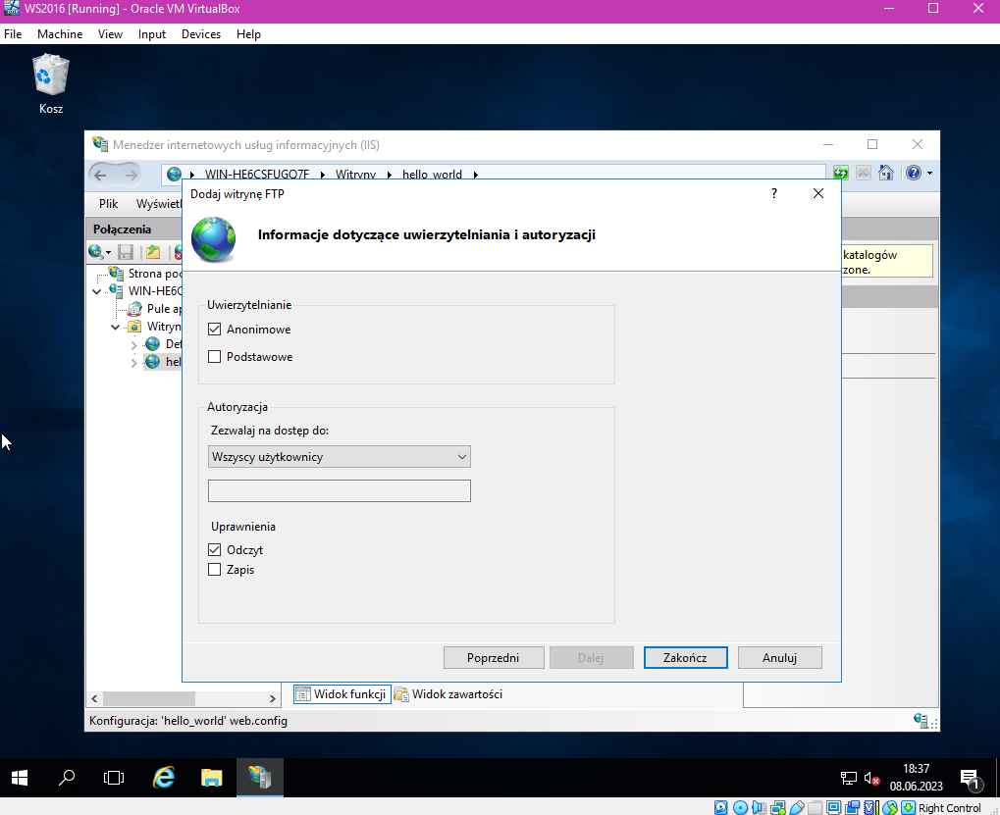 WS2016 [Running] - Oracle VM VirtualBox
File Machine View Input Devices Help
Kosz
Menedżer internetowych usług informacyjnych (IIS)
WIN-HE6CSFUGQ7F Witryny hello_world
Plik Wyświetl
Dodaj witrynę FTP
?
Informacje dotyczące uwierzytelniania i autoryzacji
Połączenia
katalogów
zone.
Strona poc
WIN-HE6C
Pule ap
Witryn
Def
hel
Uwierzytelnianie
Anonimowe
Podstawowe
Autoryzacja
Zezwalaj na dostęp do:
Wszyscy użytkownicy
Uprawnienia
Odczyt
Zapis
Poprzedni Dalej Zakończ Anuluj
Widok funkcji Widok zawartości
Konfiguracja: 'hello_world' web.config
18:37
08.06.2023
1
Right Control